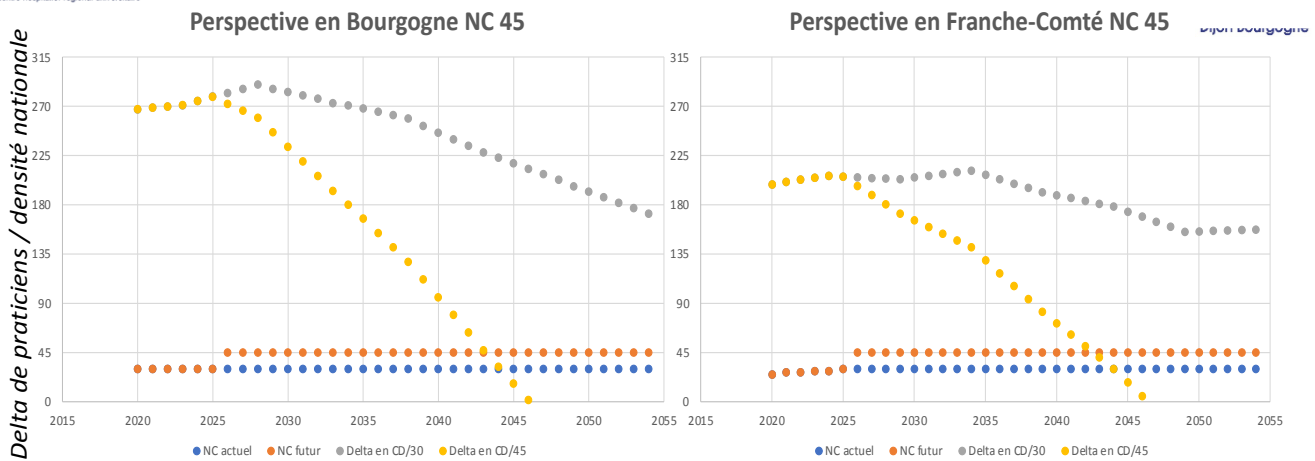 Perspective en Bourgogne NC 45
Perspective en Franche-Comté NC 45
Dijon Bourgogne
Delta de praticiens / densité nationale
315
270
225
180
135
90
45
0
2015 2020 2025 2030 2035 2040 2045 2050 2055
NC actuel NC futur Delta en CD/30 Delta en CD/45
315
270
225
180
135
90
45
0
2015 2020 2025 2030 2035 2040 2045 2050 2055
NC actuel NC futur Delta en CD/30 Delta en CD/45